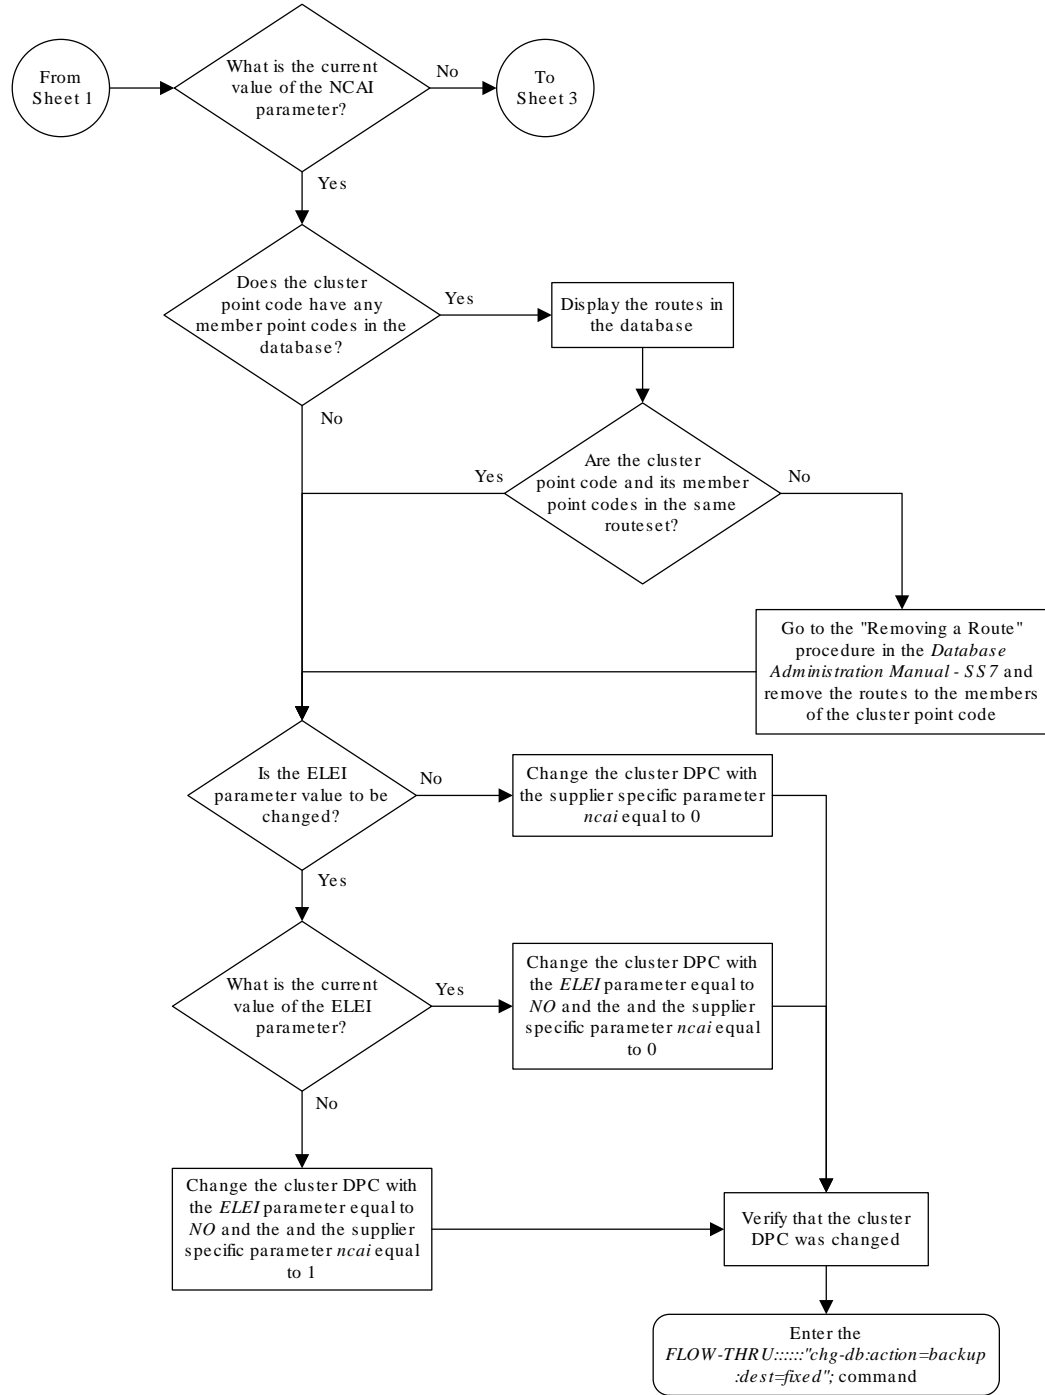 From
Sheet 1
What is the current
value of the NCAI
parameter?
No
To
Sheet 3
Yes
Does the cluster
point code have any
member point codes in the
database?
Yes
Display the routes in
the database
No
Are the cluster
point code and its member
point codes in the same
routeset?
Yes
No
Go to the "Removing a Route"
procedure in the Database
Administration Manual - SS7 and
remove the routes to the members
of the cluster point code
Is the ELEI
parameter value to be
changed?
No
Change the cluster DPC with
the supplier specific parameter
ncai equal to 0
Yes
What is the current
value of the ELEI
parameter?
Yes
Change the cluster DPC with
the ELEI parameter equal to
NO and the and the supplier
specific parameter ncai equal
to 0
No
Change the cluster DPC with
the ELEI parameter equal to
NO and the and the supplier
specific parameter ncai equal
to 1
Verify that the cluster
DPC was changed
Enter the
FLOW-THRU::::::"chg-db:action=backup
:dest=fixed"; command